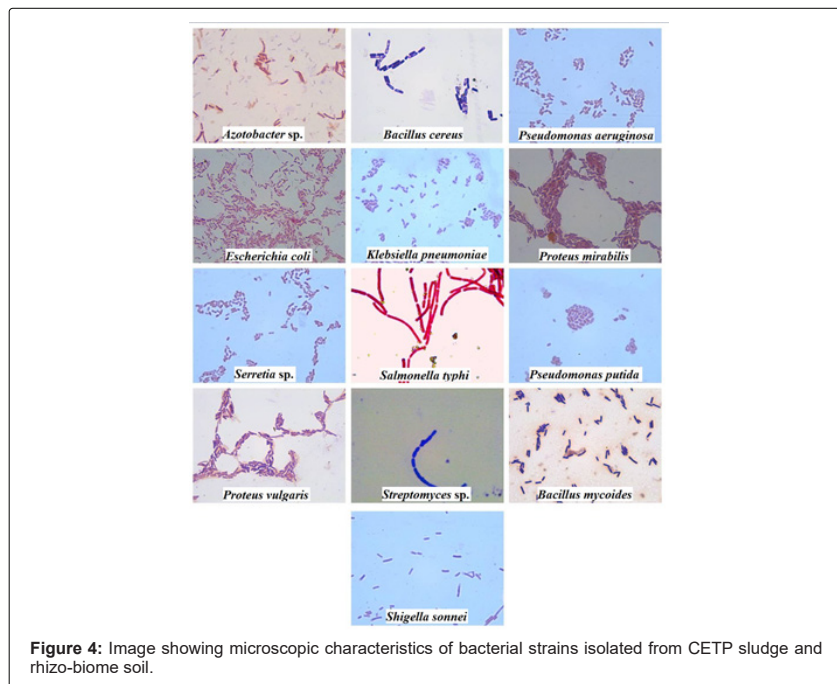 Azotobacter sp.
Bacillus cereus
Pseudomonas aeruginosa
Escherichia coli
Klebsiella pneumoniae
Proteus mirabilis
Serretia sp.
Salmonella typhi
Pseudomonas putida
Proteus vulgaris
Streptomyces sp.
Bacillus mycoides
Shigella sonnei
Figure 4: Image showing microscopic characteristics of bacterial strains isolated from CETP sludge and
rhizo-biome soil.